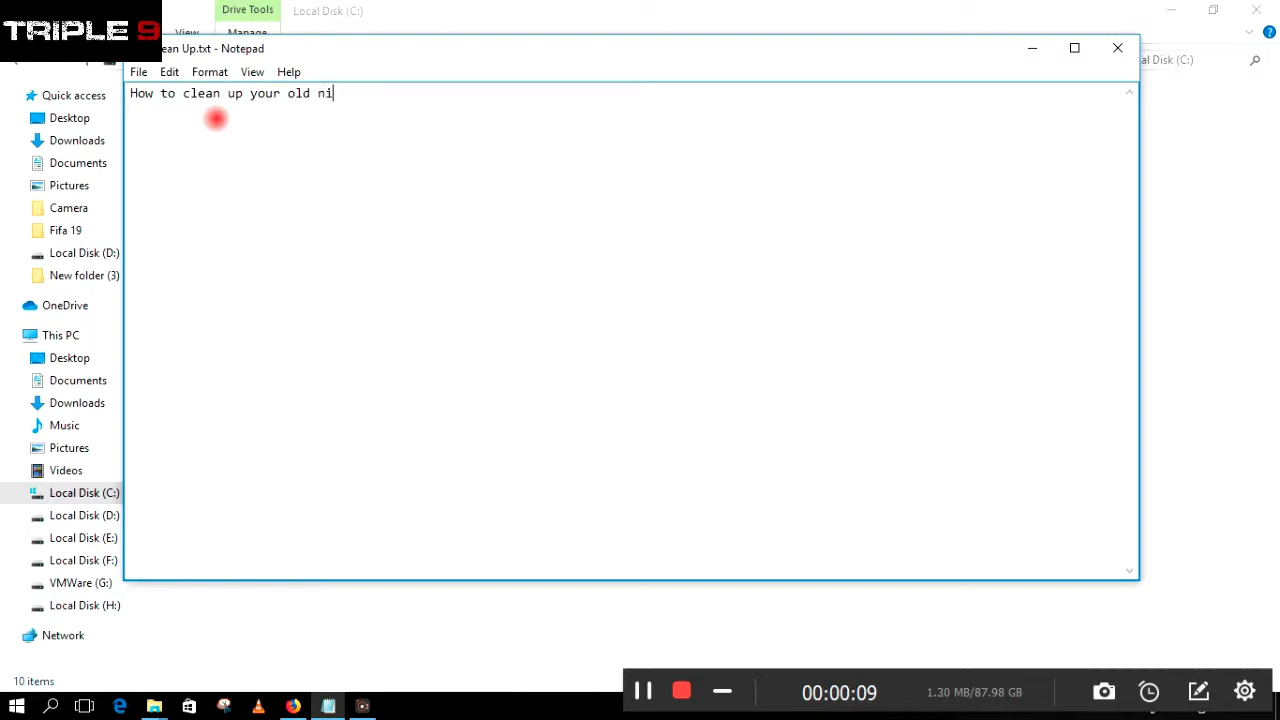 TRIPLE 9
Drive Tools
Local Disk (C:)
View
Manage
ean Up.txt - Notepad
File Edit Format View Help
al Disk (C:)
How to clean up your old ni
Quick access
Desktop
Downloads
Documents
Pictures
Camera
Fifa 19
Local Disk (D:)
New folder (3)
OneDrive
This PC
Desktop
Documents
Downloads
Music
Pictures
Videos
Local Disk (C:)
Local Disk (D:)
Local Disk (E:)
Local Disk (F:)
VMWare (G:)
Local Disk (H:)
Network
10 items
00:00:09
1.30 MB/87.98 GB